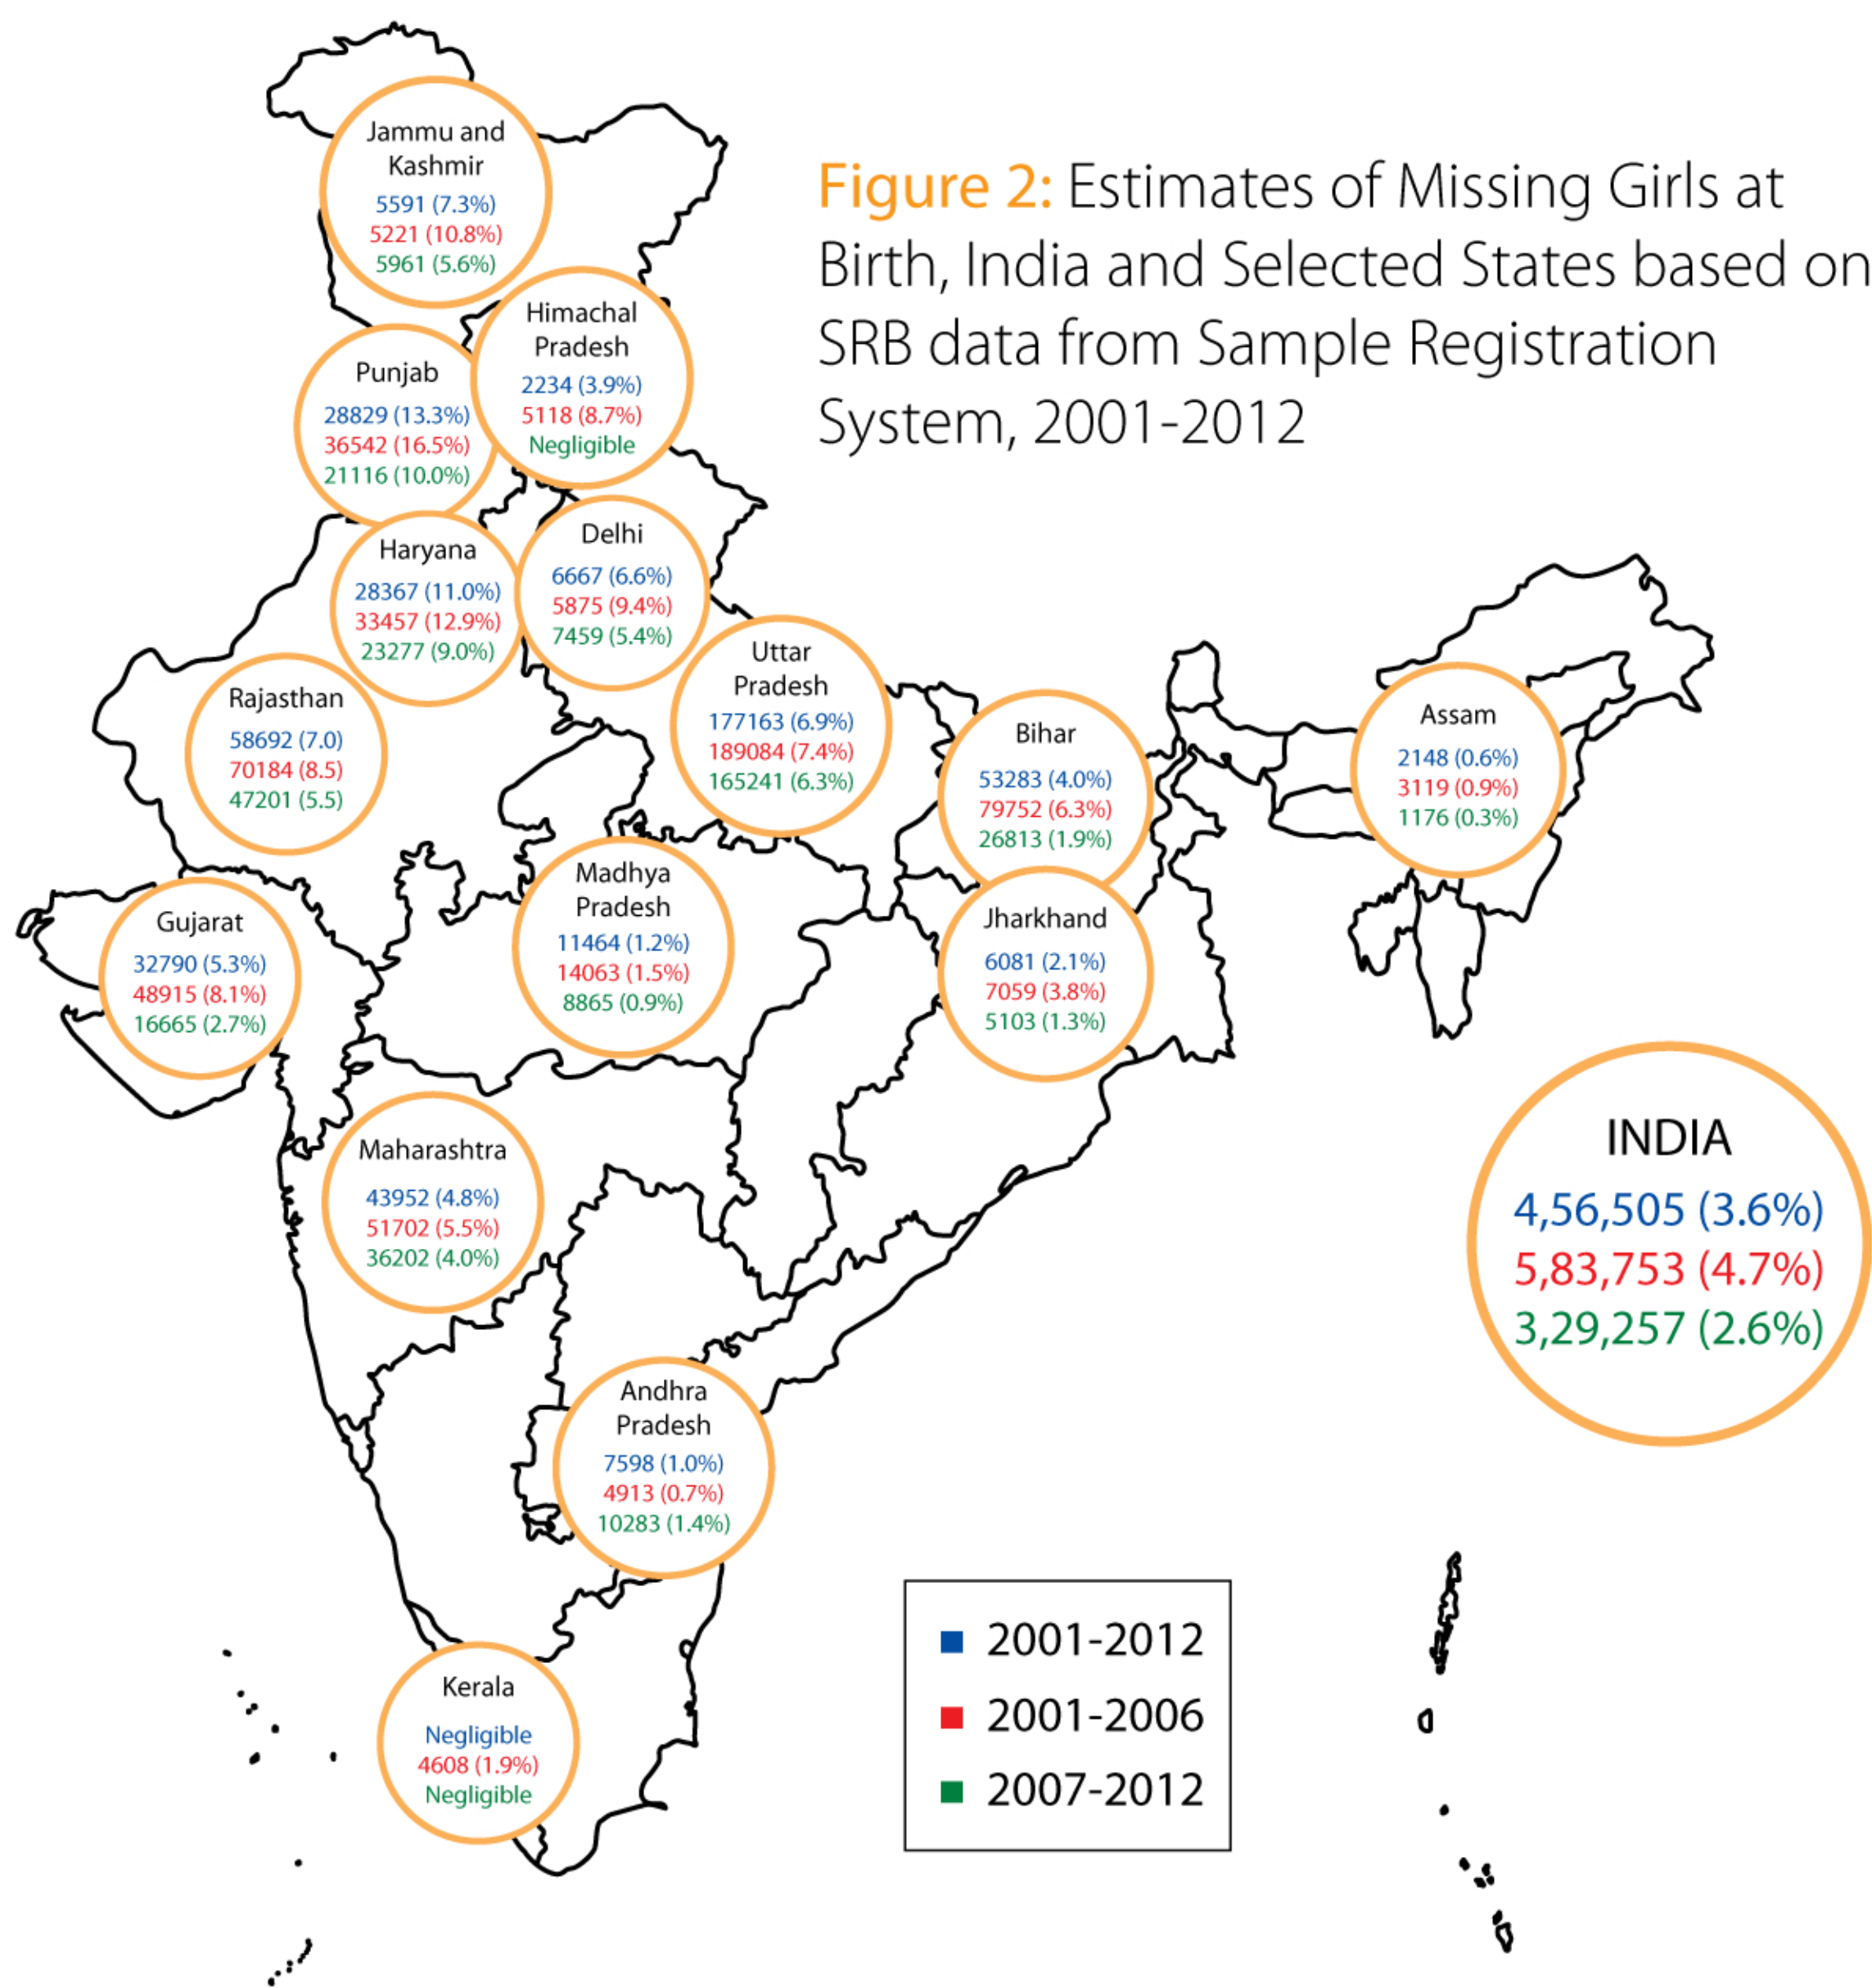 Figure 2: Estimates of Missing Girls at
Birth, India and Selected States based on
SRB data from Sample Registration
System, 2001-2012
Jammu and
Kashmir
5591 (7.3%)
5221 (10.8%)
5961 (5.6%)
Himachal
Pradesh
2234 (3.9%)
5118 (8.7%)
Negligible
Punjab
28829 (13.3%)
36542 (16.5%)
21116 (10.0%)
Haryana
28367 (11.0%)
33457 (12.9%)
23277 (9.0%)
Delhi
6667 (6.6%)
5875 (9.4%)
7459 (5.4%)
Uttar
Pradesh
177163 (6.9%)
189084 (7.4%)
165241 (6.3%)
Rajasthan
58692 (7.0)
70184 (8.5)
47201 (5.5)
Bihar
53283 (4.0%)
79752 (6.3%)
26813 (1.9%)
Assam
2148 (0.6%)
3119 (0.9%)
1176 (0.3%)
Gujarat
32790 (5.3%)
48915 (8.1%)
16665 (2.7%)
Madhya
Pradesh
11464 (1.2%)
14063 (1.5%)
8865 (0.9%)
Jharkhand
6081 (2.1%)
7059 (3.8%)
5103 (1.3%)
Maharashtra
43952 (4.8%)
51702 (5.5%)
36202 (4.0%)
INDIA
4,56,505 (3.6%)
5,83,753 (4.7%)
3,29,257 (2.6%)
Andhra
Pradesh
7598 (1.0%)
4913 (0.7%)
10283 (1.4%)
Kerala
Negligible
4608 (1.9%)
Negligible
2001-2012
2001-2006
2007-2012